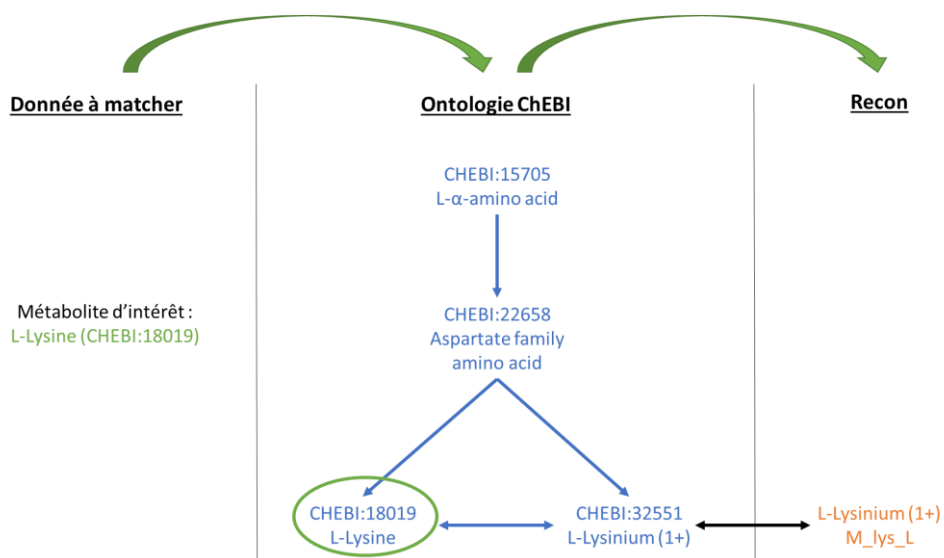 Donnée à matcher
Ontologie ChEBI
Recon
CHEBI:15705
L-α-amino acid
Métabolite d’intérêt :
L-Lysine (CHEBI:18019)
CHEBI:22658
Aspartate family
amino acid
CHEBI:18019
L-Lysine
CHEBI:32551
L-Lysinium (1+)
L-Lysinium (1+)
M_lys_L